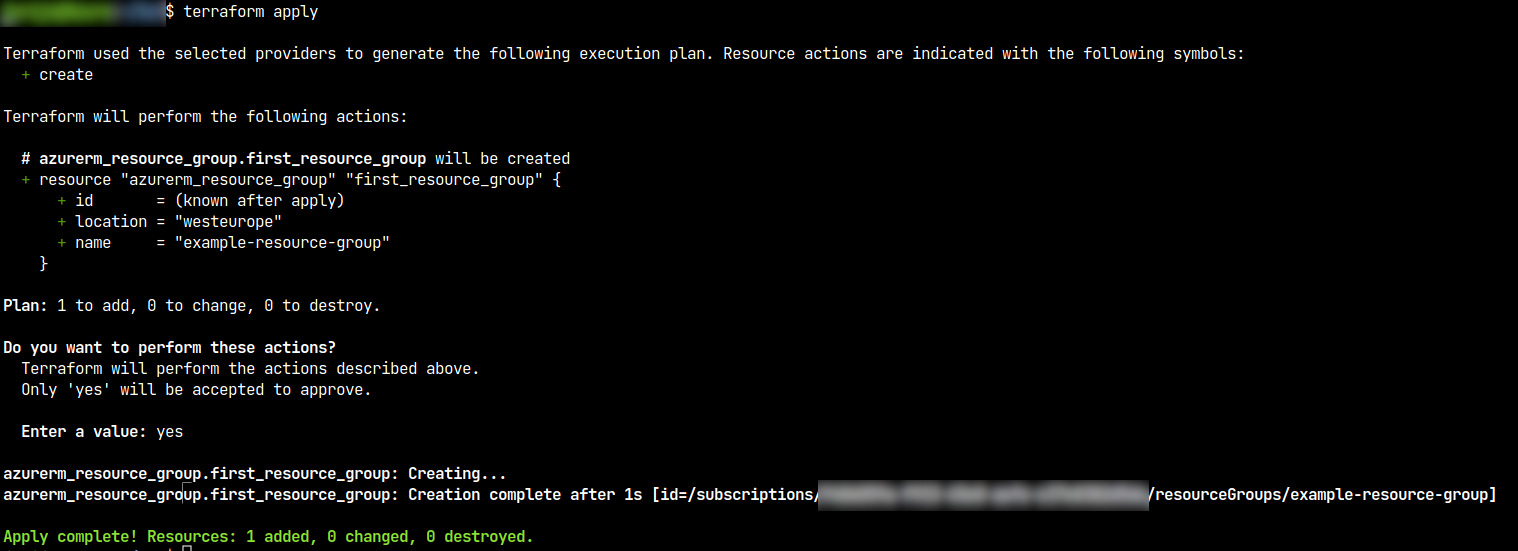 $ terraform apply
Terraform used the selected providers to generate the following execution plan. Resource actions are indicated with the following symbols:
+ create
Terraform will perform the following actions:
# azurerm_resource_group.first_resource_group will be created
+ resource "azurerm_resource_group" "first_resource_group" {
+ id       = (known after apply)
+ location = "westeurope"
+ name     = "example-resource-group"
}
Plan: 1 to add, 0 to change, 0 to destroy.
Do you want to perform these actions?
Terraform will perform the actions described above.
Only 'yes' will be accepted to approve.
Enter a value: yes
azurerm_resource_group.first_resource_group: Creating...
azurerm_resource_group.first_resource_group: Creation complete after 1s [id=/subscriptions/ /resourceGroups/example-resource-group]
Apply complete! Resources: 1 added, 0 changed, 0 destroyed.